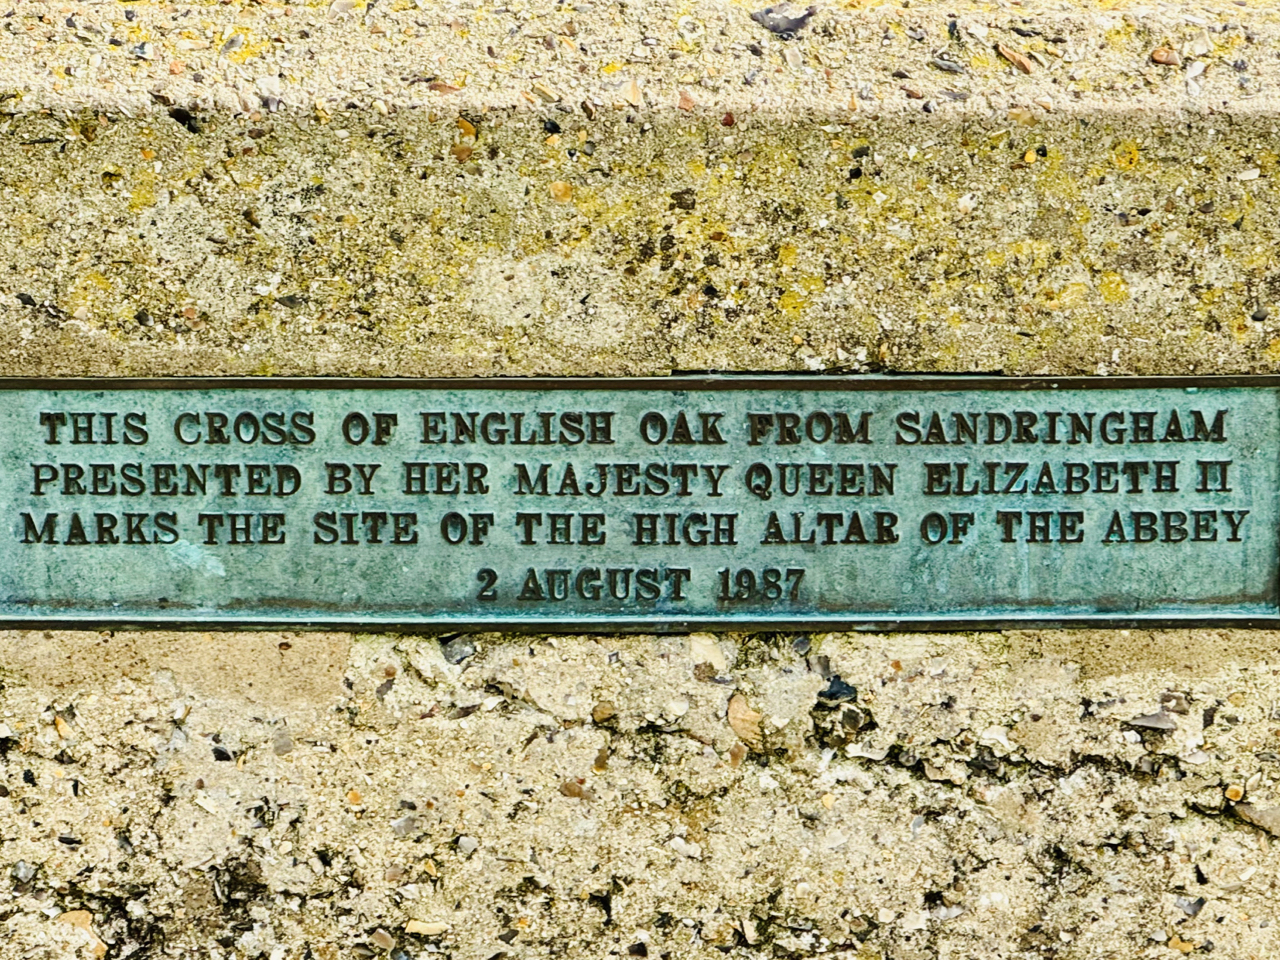 THIS CROSS OF ENGLISH OAK FROM SANDRINGHAM
PRESENTED BY HER MAJESTY QUEEN ELIZABETH II
MARKS THE SITE OF THE HIGH ALTAR OF THE ABBEY
2 AUGUST 1987